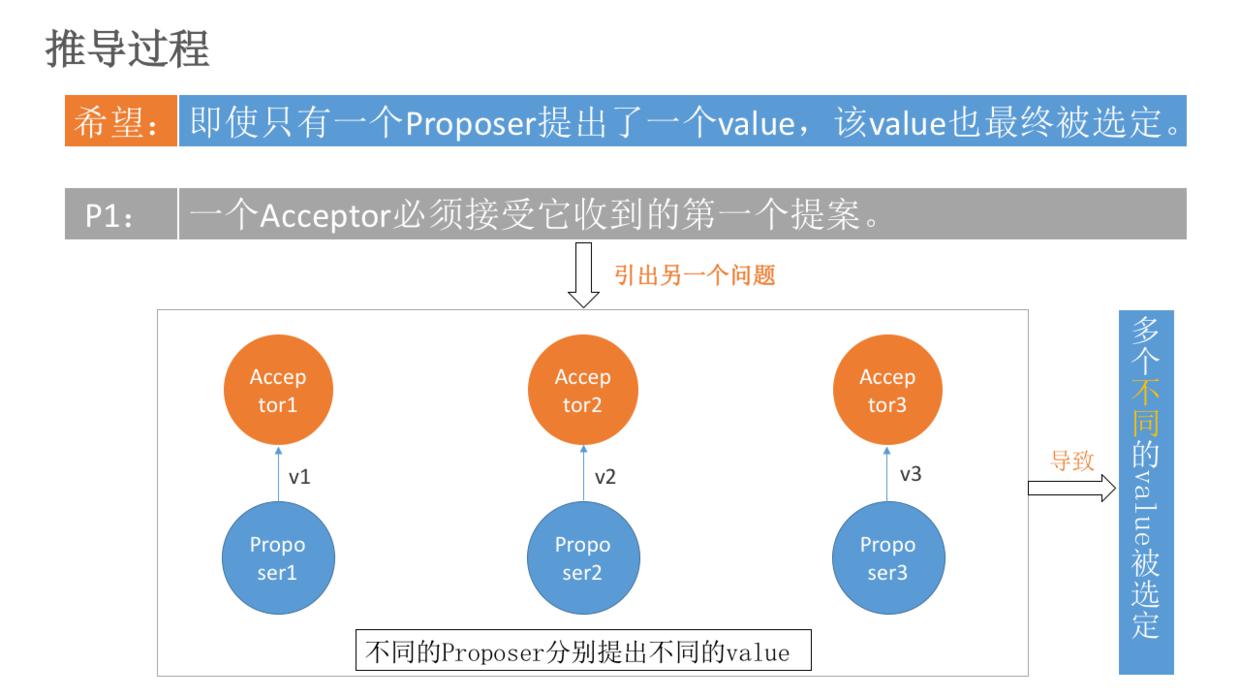 推导过程
希望：
即使只有一个Proposer提出了一个value，该value也最终被选定。
P1：
一个Acceptor必须接受它收到的第一个提案。
引出另一个问题
Accep
tor1
Accep
tor2
Accep
tor3
v1
v2
v3
Propo
ser1
Propo
ser2
Propo
ser3
不同的Proposer分别提出不同的value
导致
多个不同的value被选定